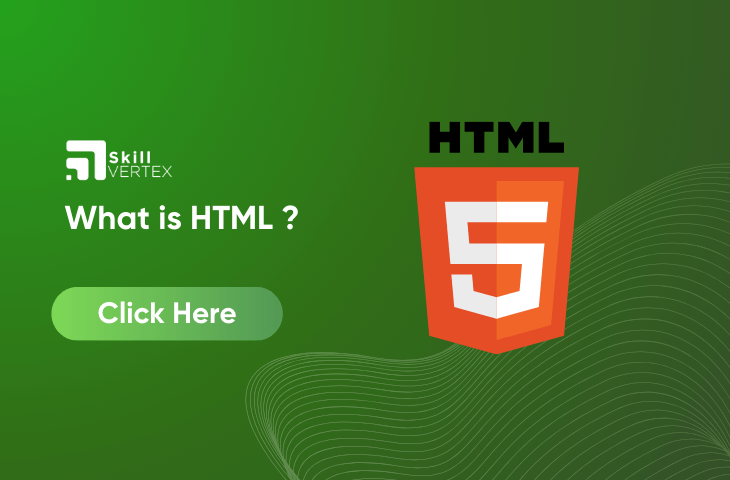 Skill
VERTEX
What is HTML ?
Click Here
HTML
5